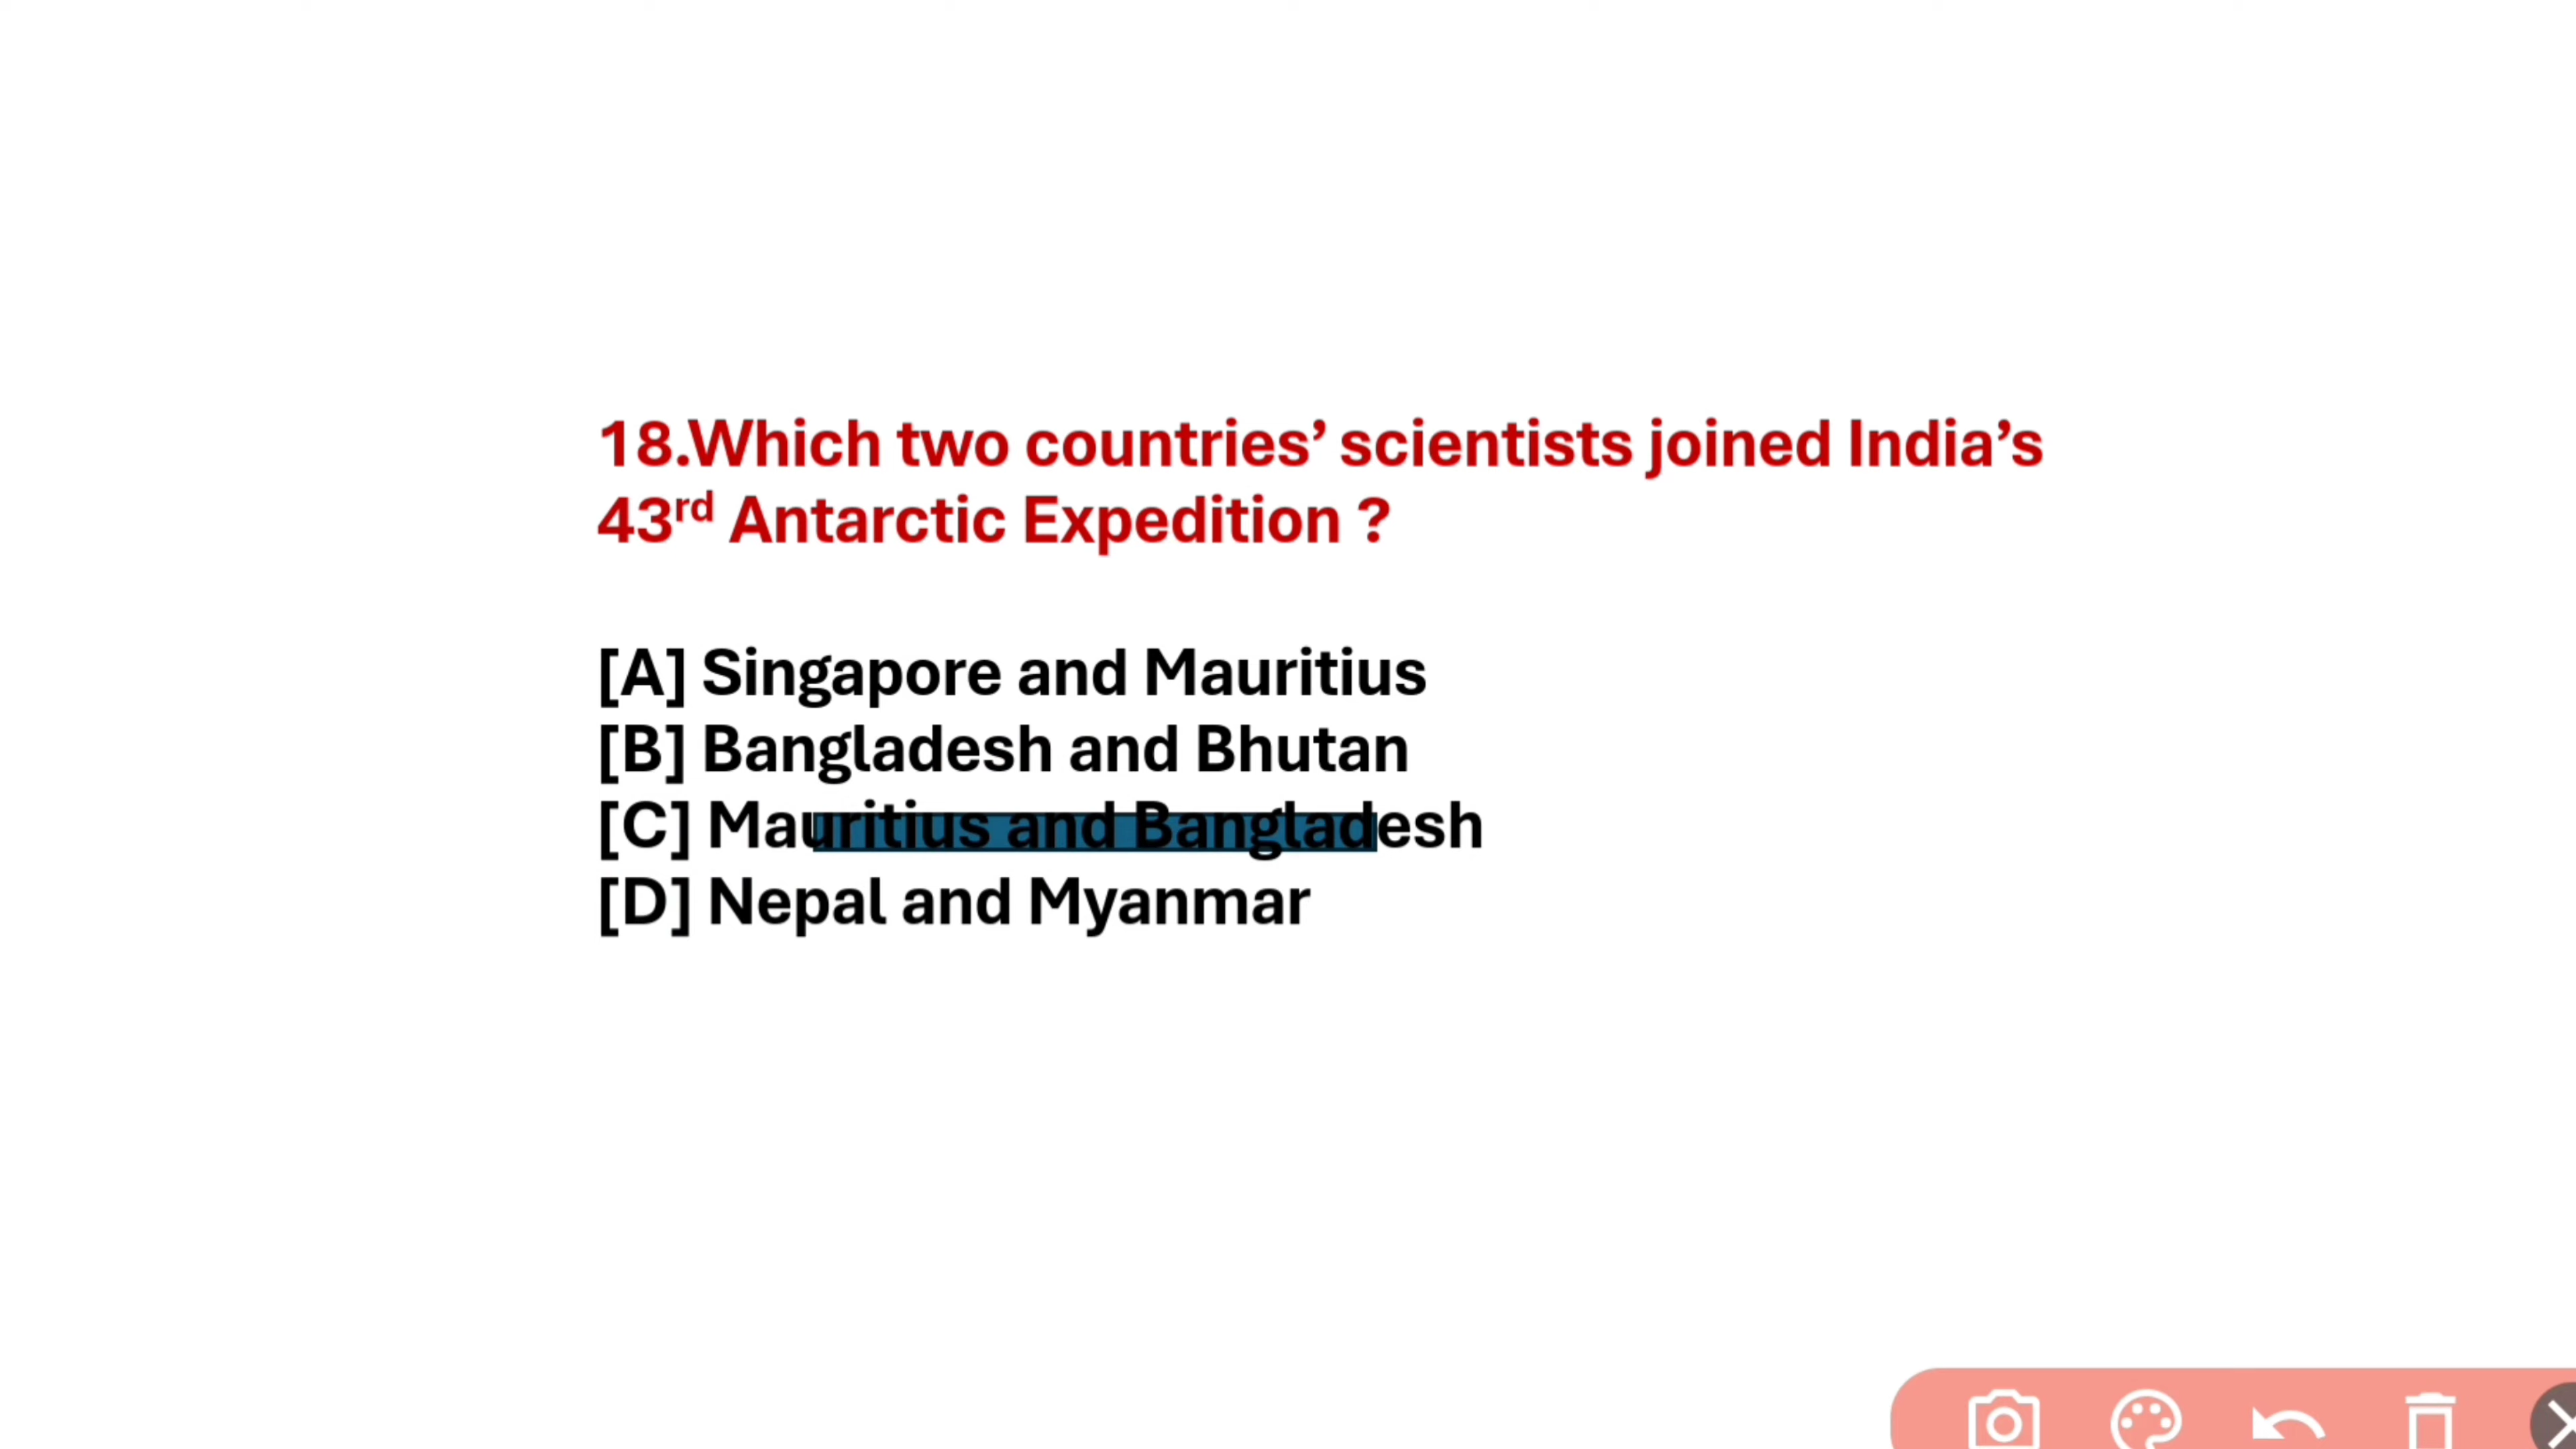 18.Which two countries’ scientists joined India’s
43rd Antarctic Expedition ?
[A] Singapore and Mauritius
[B] Bangladesh and Bhutan
[C] Mauritius and Bangladesh
[D] Nepal and Myanmar